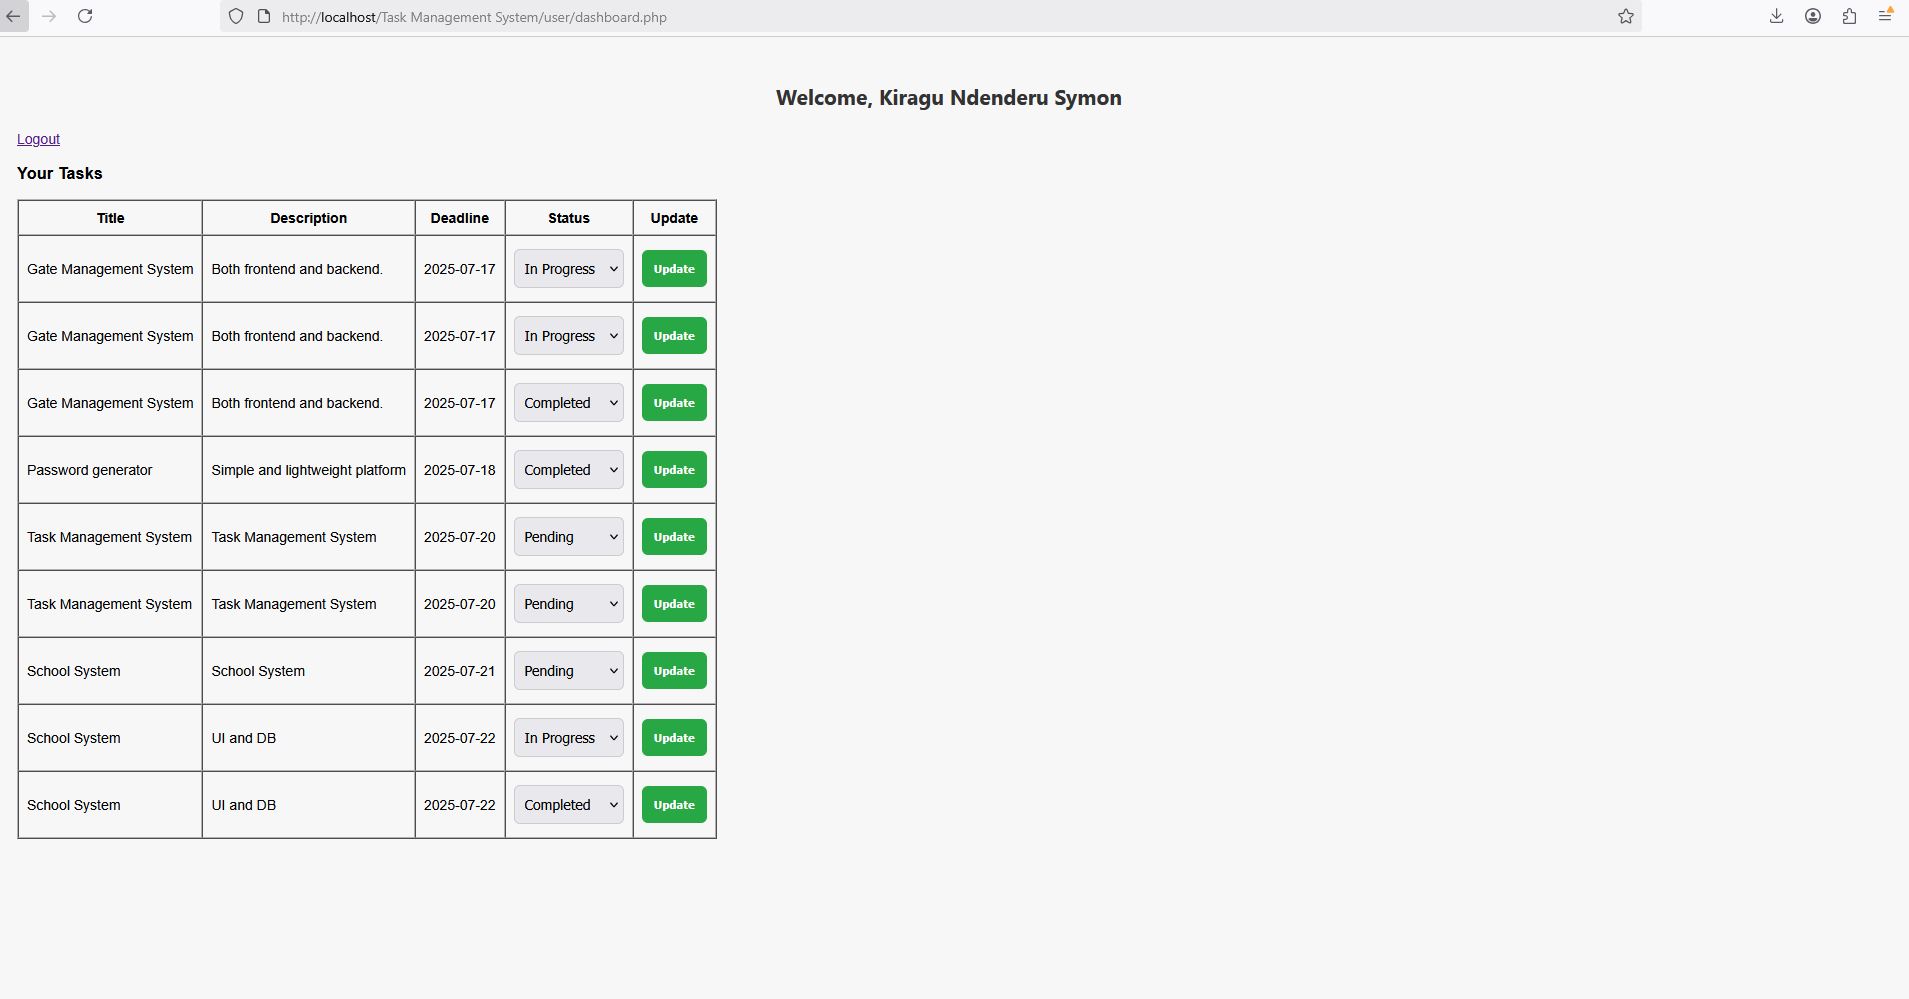 http://localhost/Task Management System/user/dashboard.php
Welcome, Kiragu Ndenderu Symon
Logout
Your Tasks
Title Description Deadline Status Update
Gate Management System Both frontend and backend. 2025-07-17 In Progress Update
Gate Management System Both frontend and backend. 2025-07-17 In Progress Update
Gate Management System Both frontend and backend. 2025-07-17 Completed Update
Password generator Simple and lightweight platform 2025-07-18 Completed Update
Task Management System Task Management System 2025-07-20 Pending Update
Task Management System Task Management System 2025-07-20 Pending Update
School System School System 2025-07-21 Pending Update
School System UI and DB 2025-07-22 In Progress Update
School System UI and DB 2025-07-22 Completed Update